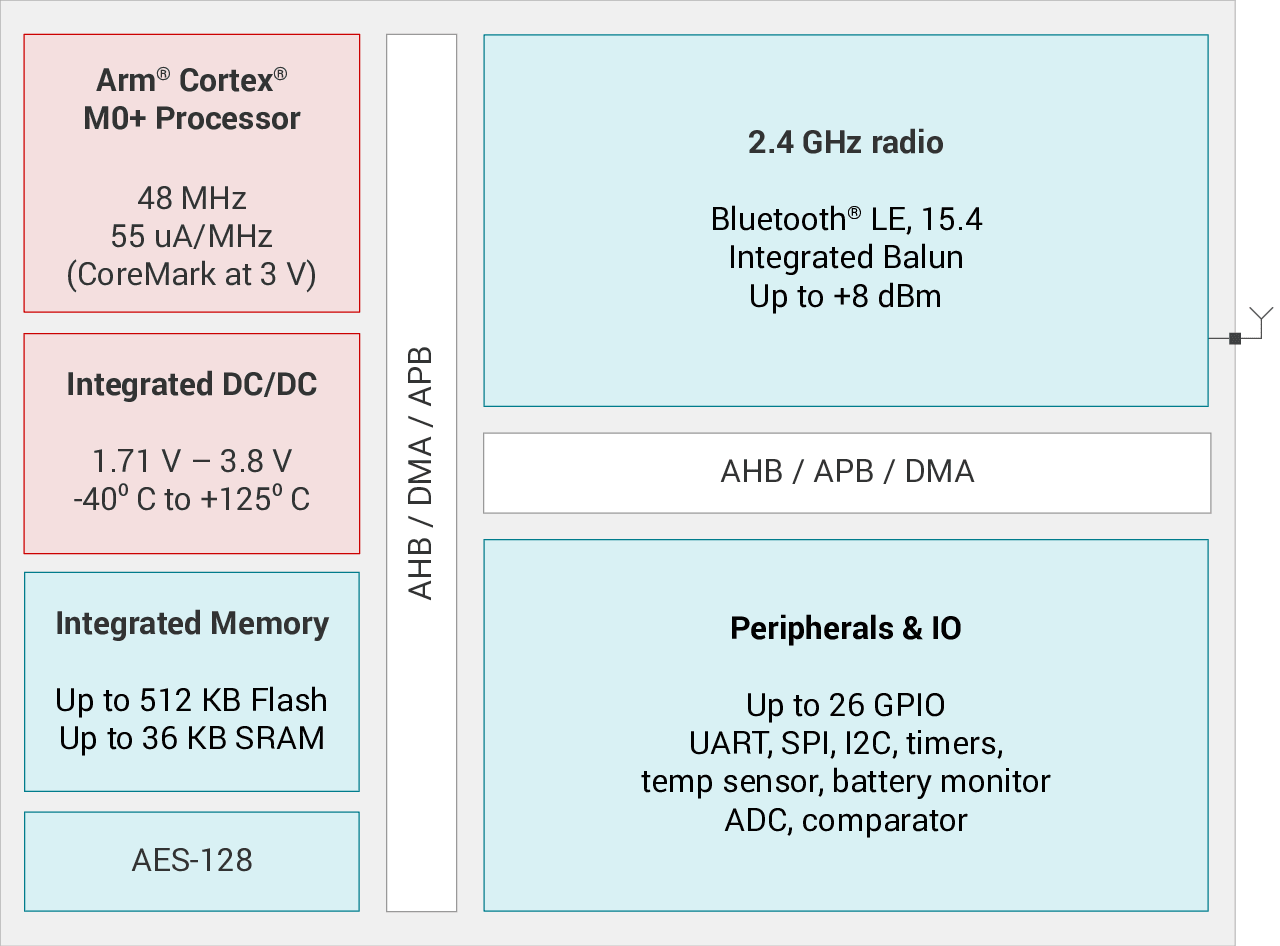 Arm® Cortex®
M0+ Processor
48 MHz
55 uA/MHz
(CoreMark at 3 V)
Integrated DC/DC
1.71 V – 3.8 V
-40⁰ C to +125⁰ C
Integrated Memory
Up to 512 KB Flash
Up to 36 KB SRAM
AES-128
AHB / DMA / APB
2.4 GHz radio
Bluetooth® LE, 15.4
Integrated Balun
Up to +8 dBm
AHB / APB / DMA
Peripherals & IO
Up to 26 GPIO
UART, SPI, I2C, timers,
temp sensor, battery monitor
ADC, comparator